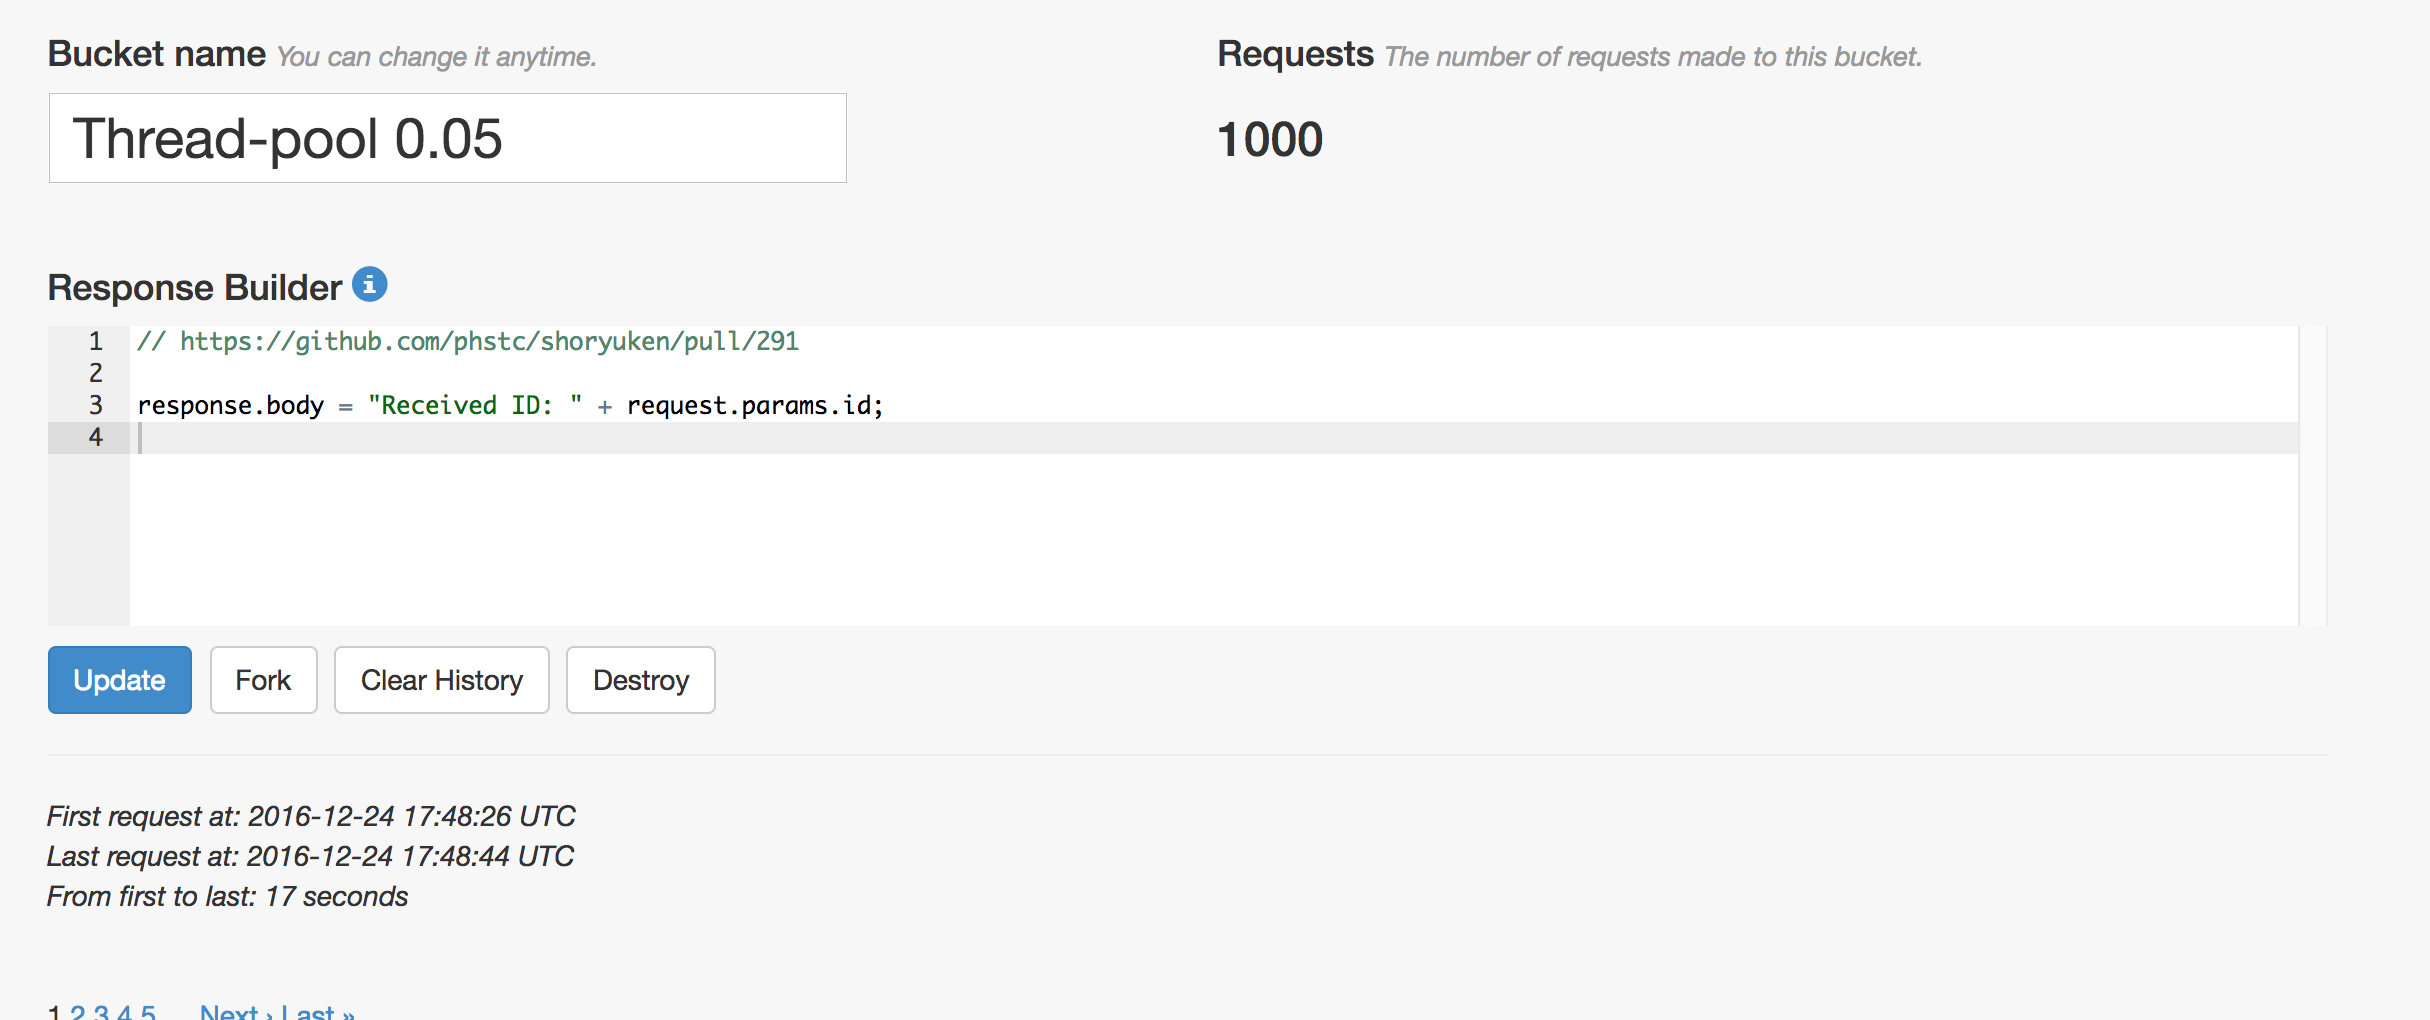 Bucket name You can change it anytime.
Requests The number of requests made to this bucket.
Thread-pool 0.05
1000
Response Builder
1 // https://github.com/phstc/shoryuken/pull/291
2
3 response.body = "Received ID: " + request.params.id;
4
Update Fork Clear History Destroy
First request at: 2016-12-24 17:48:26 UTC
Last request at: 2016-12-24 17:48:44 UTC
From first to last: 17 seconds
1 2 3 4 5 Next › Last »